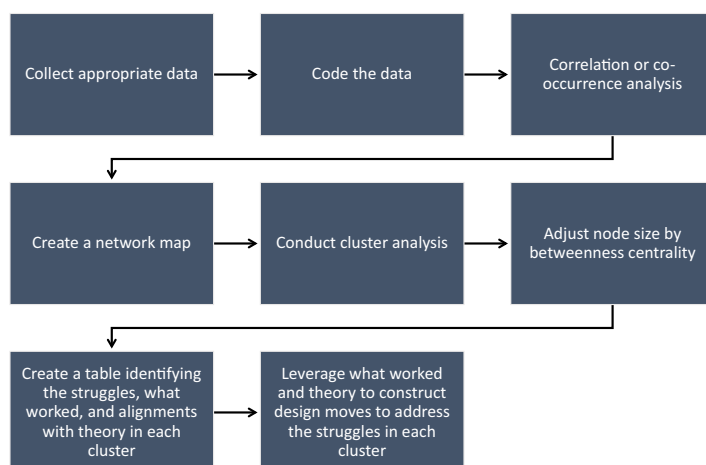 Collect appropriate data
Code the data
Correlation or co-
occurrence analysis
Create a network map
Conduct cluster analysis
Adjust node size by
betweenness centrality
Create a table identifying
the struggles, what
worked, and alignments
with theory in each
cluster
Leverage what worked
and theory to construct
design moves to address
the struggles in each
cluster